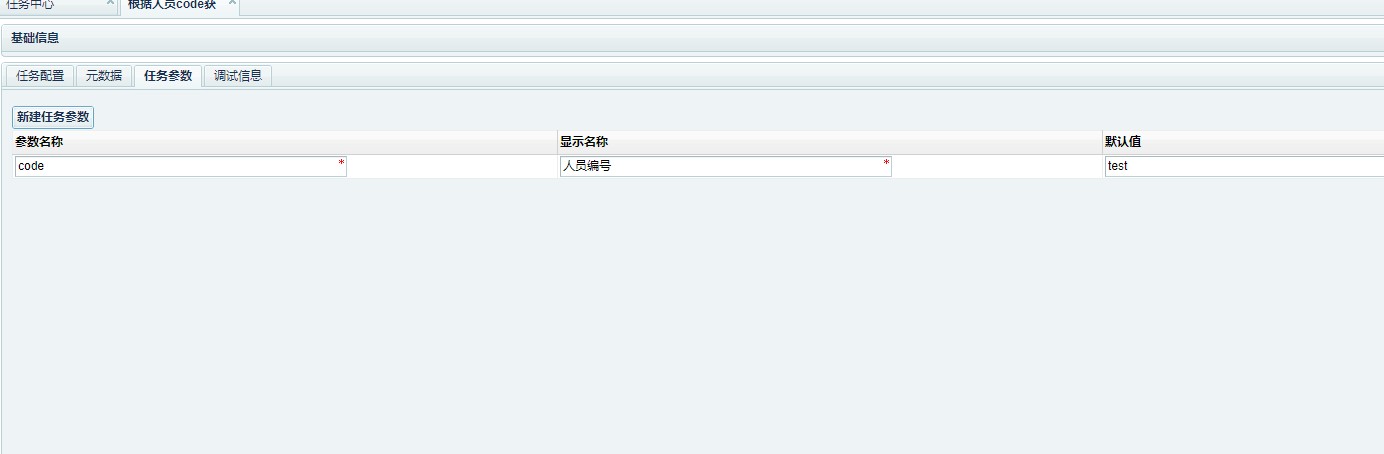 任务中心 根据人员code获
基础信息
任务配置 元数据 任务参数 调试信息
新建任务参数
参数名称 显示名称 默认值
code * 人员编号 * test